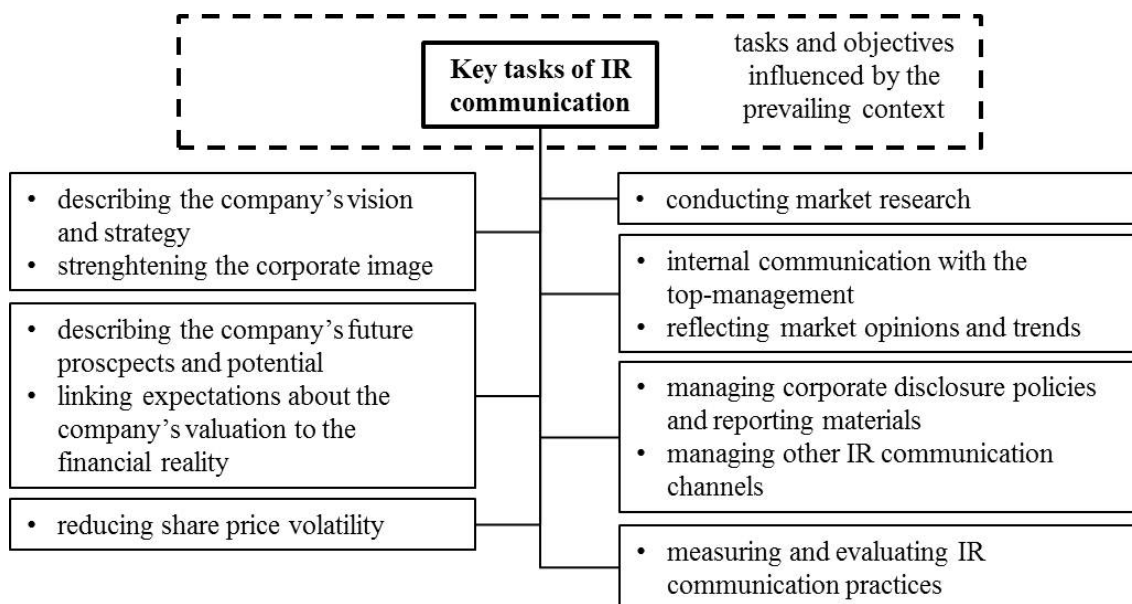 Key tasks of IR
communication
tasks and objectives
influenced by the
prevailing context
• describing the company's vision
and strategy
• strenghtening the corporate image
• describing the company's future
proscpects and potential
• linking expectations about the
company's valuation to the
financial reality
• reducing share price volatility
• conducting market research
• internal communication with the
top-management
• reflecting market opinions and trends
• managing corporate disclosure policies
and reporting materials
• managing other IR communication
channels
• measuring and evaluating IR
communication practices